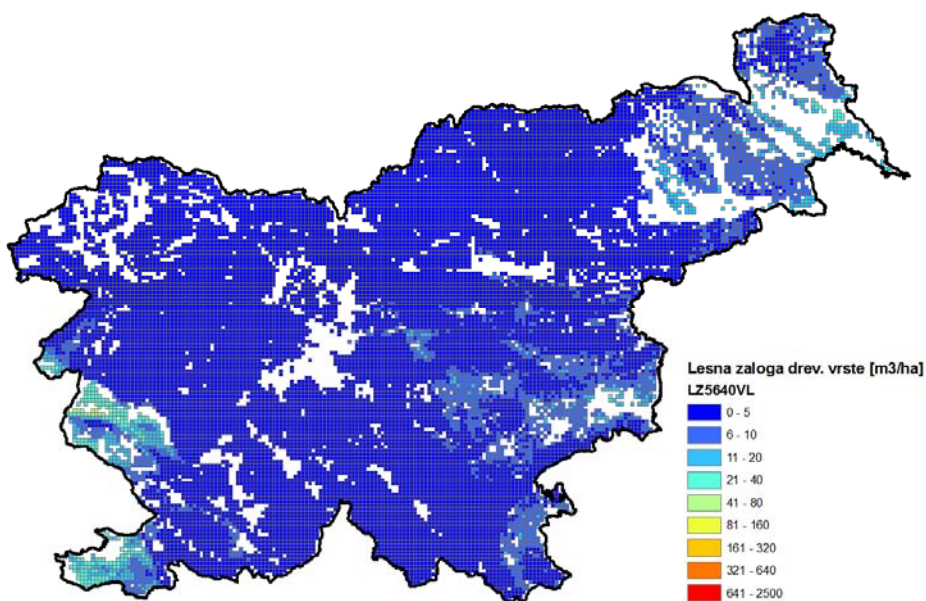 Lesna zaloga drev. vrste [m3/ha]
LZ5640VL
0 - 5
6 - 10
11 - 20
21 - 40
41 - 80
81 - 160
161 - 320
321 - 640
641 - 2500